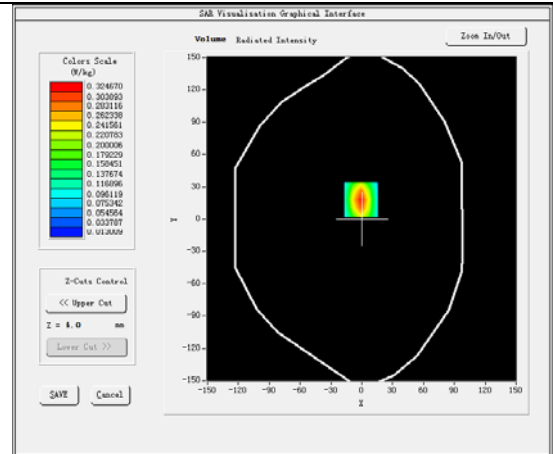 SAR Visualisation Graphical Interface
Volume Radiated Intensity
Zoom In/Out
Colors Scale
(W/kg)
0.324670
0.303893
0.283116
0.262338
0.241561
0.220783
0.200006
0.179229
0.158451
0.137674
0.116896
0.096119
0.075342
0.054564
0.033787
0.013009
150
120
90
60
30
0
-30
-60
-90
-120
-150
Y
-150 -120 -90 -60 -30 0 30 60 90 120 150
X
Z-Cuts Control
<< Upper Cut
Z = 4.0 mm
Lower Cut >>
SAVE
Cancel